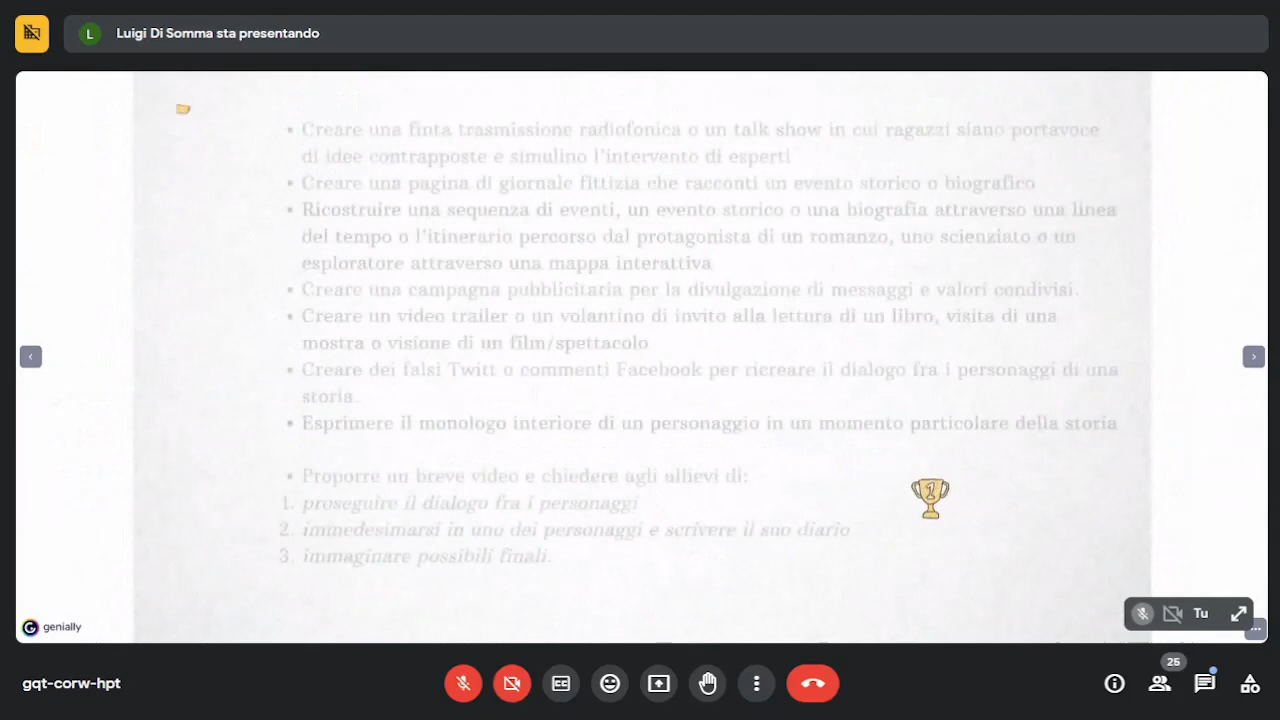 L
Luigi Di Somma sta presentando
• Creare una finta trasmissione radiofonica o un talk show in cui ragazzi siano portavoce
di idee contrapposte e simulino l'intervento di esperti
• Creare una pagina di giornale fittizia che racconti un evento storico o biografico
• Ricostruire una sequenza di eventi, un evento storico o una biografia attraverso una linea
del tempo o l'itinerario percorso dal protagonista di un romanzo, uno scienziato o un
esploratore attraverso una mappa interattiva
• Creare una campagna pubblicitaria per la divulgazione di messaggi e valori condivisi.
• Creare un video trailer o un volantino di invito alla lettura di un libro, visita di una
mostra o visione di un film/spettacolo
• Creare dei falsi Twitt o commenti Facebook per ricreare il dialogo fra i personaggi di una
storia.
• Esprimere il monologo interiore di un personaggio in un momento particolare della storia
• Proporre un breve video e chiedere agli allievi di:
1. proseguire il dialogo fra i personaggi
2. immedesimarsi in uno dei personaggi e scrivere il suo diario
3. immaginare possibili finali.
1
Tu
genially
25
gqt-corw-hpt